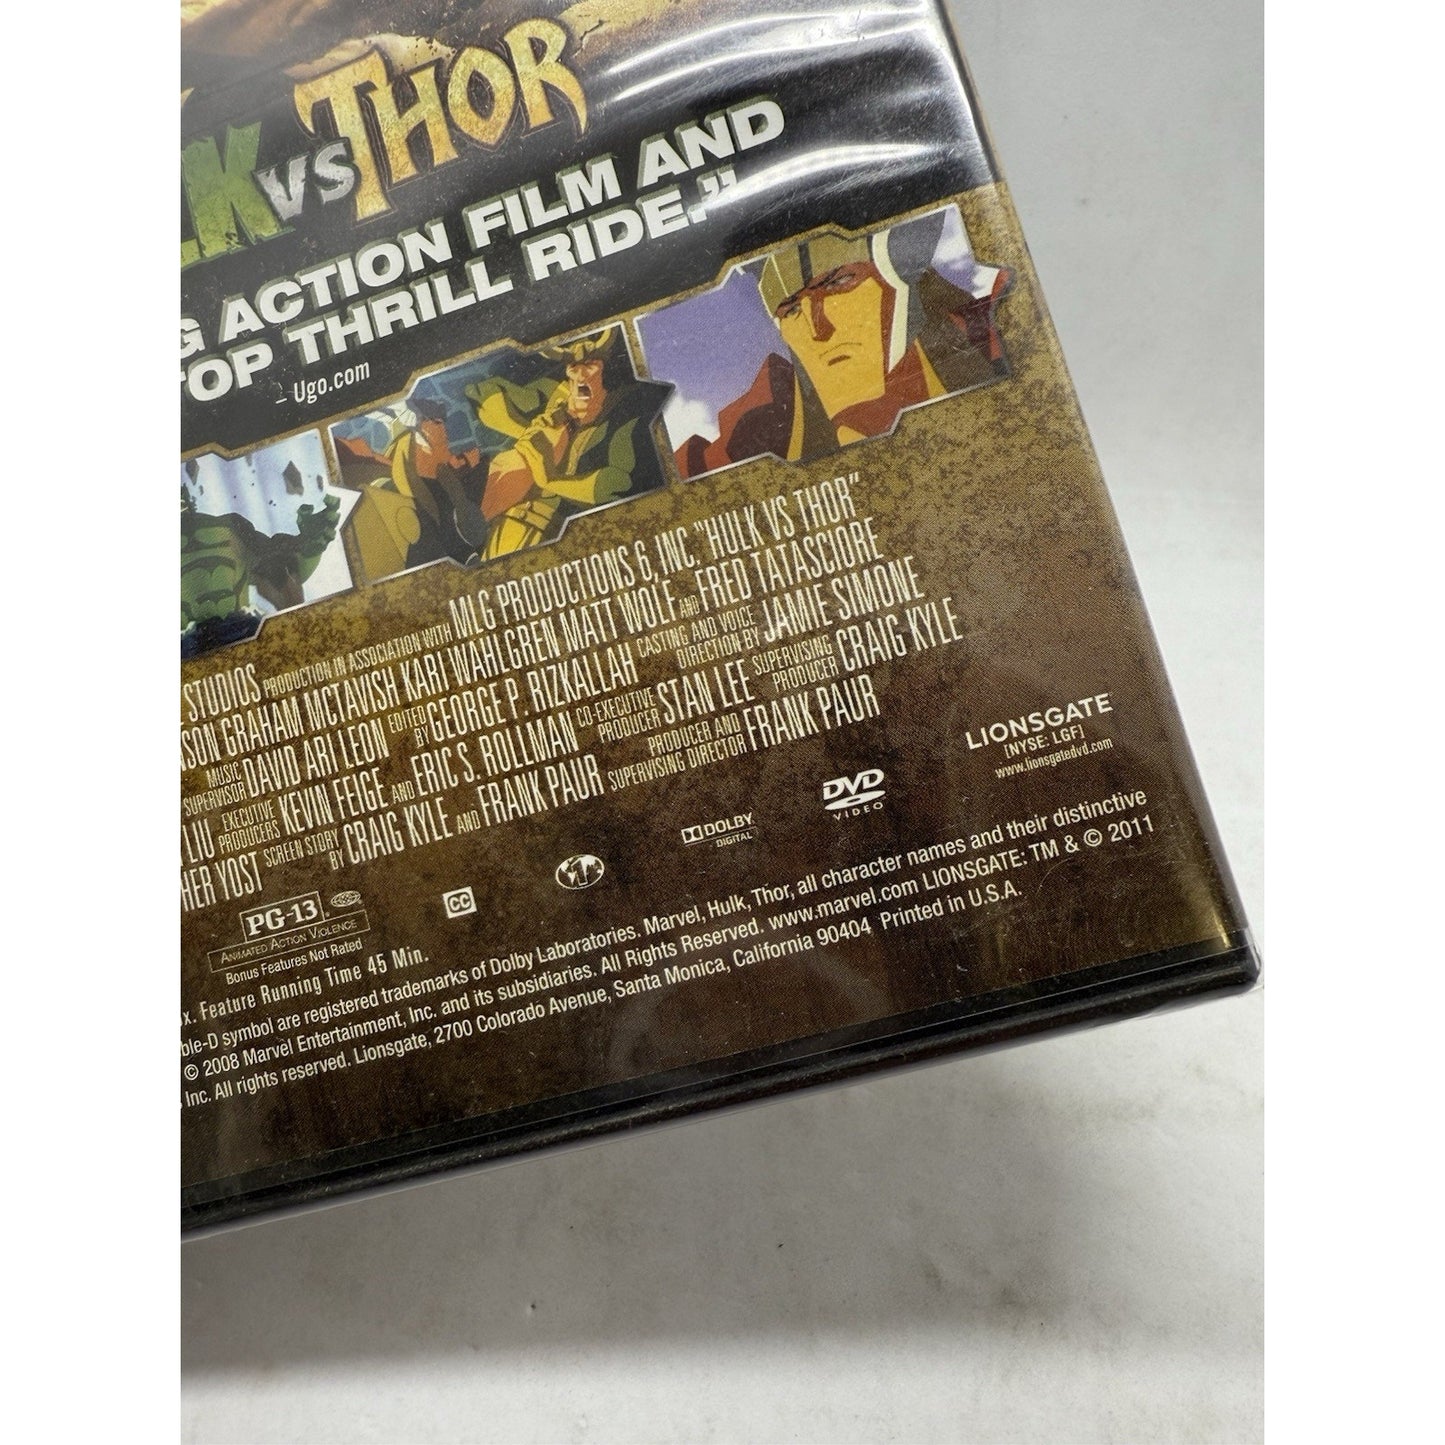 VS THOR
ACTION FILM AND
THRILL RIDE."
– Ugo.com
STUDIOS PRODUCTION IN ASSOCIATION WITH MLG PRODUCTIONS 6, INC. "HULK VS THOR"
GRAHAM MCTAVISH KARI WAHLGREN MATT WOLF AND FRED TATASCIORE
MUSIC SUPERVISOR DAVID ARI LEON EDITED BY GEORGE P. RIZKALLAH CASTING AND VOICE DIRECTION BY JAMIE SIMONE
LIU EXECUTIVE PRODUCERS KEVIN FEIGE AND ERIC S. ROLLMAN CO-EXECUTIVE PRODUCER STAN LEE SUPERVISING PRODUCER CRAIG KYLE
YOST SCREEN STORY BY CRAIG KYLE AND FRANK PAUR PRODUCER AND SUPERVISING DIRECTOR FRANK PAUR
LIONSGATE
[NYSE: LGF]
www.lionsgatedvd.com
DVD
VIDEO
DOLBY
DIGITAL
CC
PG-13
ANIMATED ACTION VIOLENCE
Bonus Features Not Rated
Feature Running Time 45 Min.
symbol are registered trademarks of Dolby Laboratories. Marvel, Hulk, Thor, all character names and their distinctive
© 2008 Marvel Entertainment, Inc. and its subsidiaries. All Rights Reserved. www.marvel.com LIONSGATE: TM & © 2011
Inc. All rights reserved. Lionsgate, 2700 Colorado Avenue, Santa Monica, California 90404 Printed in U.S.A.